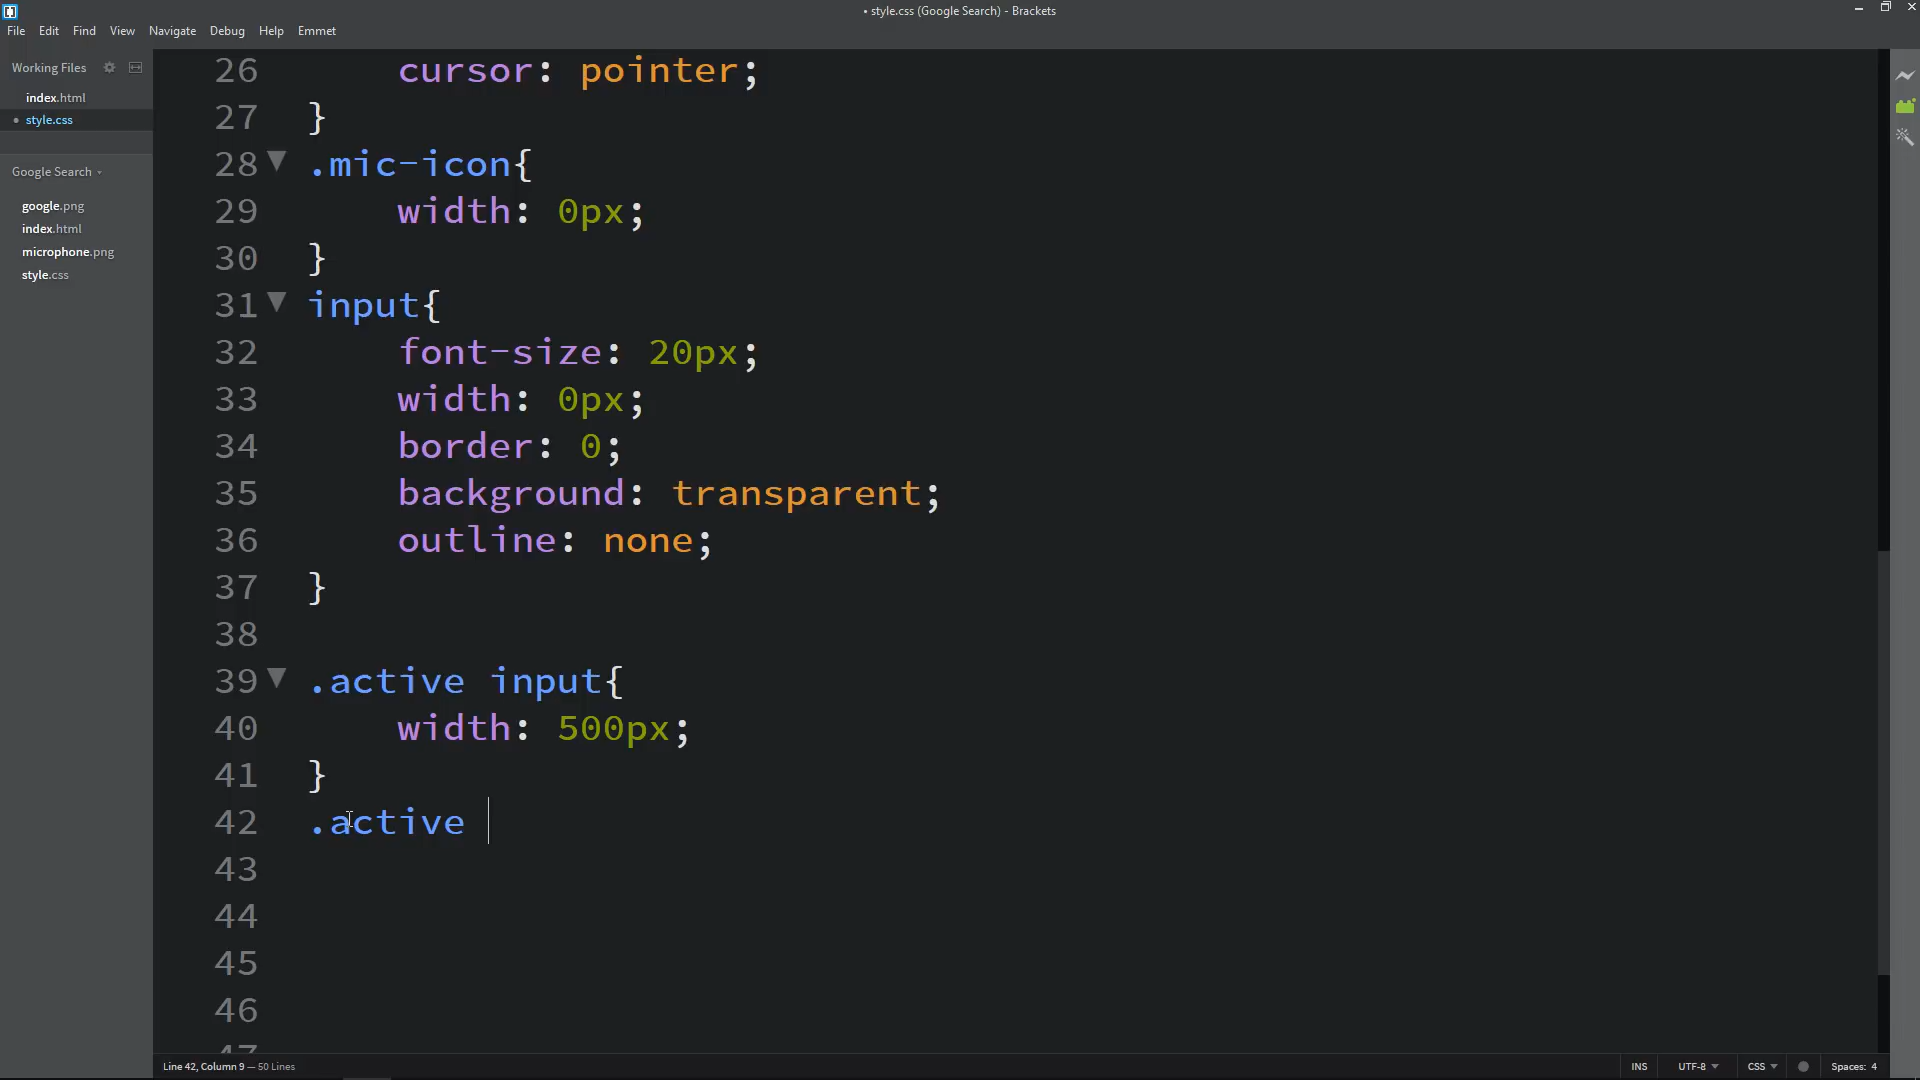 • style.css (Google Search) - Brackets
File Edit Find View Navigate Debug Help Emmet
Working Files
index.html
• style.css
Google Search
google.png
index.html
microphone.png
style.css
26 cursor: pointer;
27 }
28 .mic-icon{
29 width: 0px;
30 }
31 input{
32 font-size: 20px;
33 width: 0px;
34 border: 0;
35 background: transparent;
36 outline: none;
37 }
38
39 .active input{
40 width: 500px;
41 }
42 .active
43
44
45
46
47
Line 42, Column 9 — 50 Lines
INS UTF-8 CSS Spaces: 4